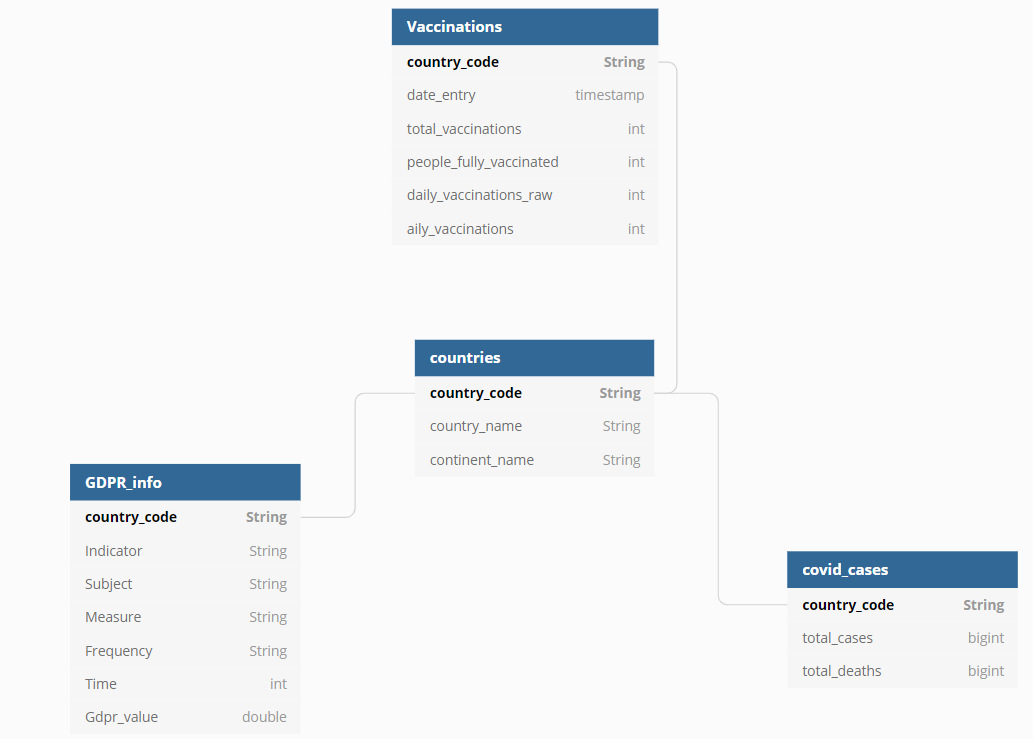 Vaccinations
country_code String
date_entry timestamp
total_vaccinations int
people_fully_vaccinated int
daily_vaccinations_raw int
aily_vaccinations int
countries
country_code String
country_name String
continent_name String
GDPR_info
country_code String
Indicator String
Subject String
Measure String
Frequency String
Time int
Gdpr_value double
covid_cases
country_code String
total_cases bigint
total_deaths bigint